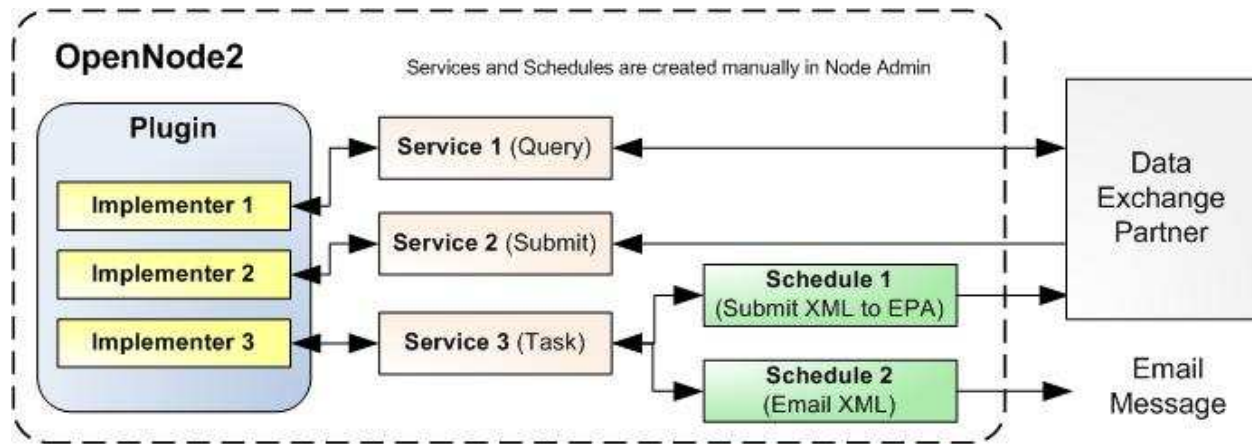 OpenNode2
Services and Schedules are created manually in Node Admin
Plugin
Implementer 1
Implementer 2
Implementer 3
Service 1 (Query)
Service 2 (Submit)
Service 3 (Task)
Schedule 1
(Submit XML to EPA)
Schedule 2
(Email XML)
Data
Exchange
Partner
Email
Message